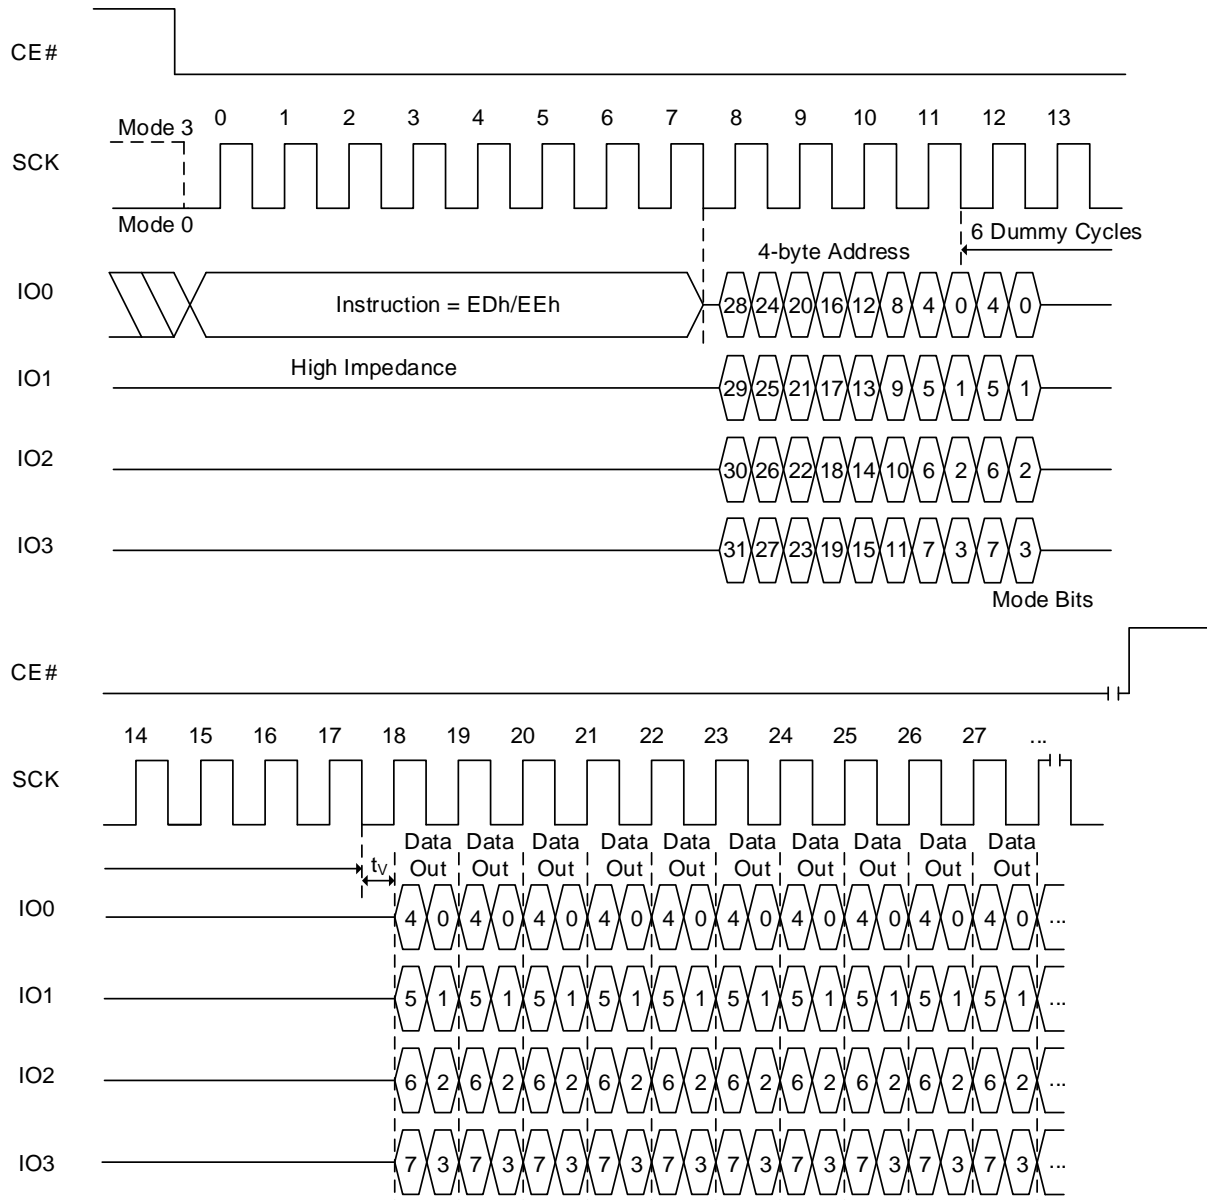 CE#
0 1 2 3 4 5 6 7 8 9 10 11 12 13
Mode 3
SCK
Mode 0
6 Dummy Cycles
4-byte Address
IO0
Instruction = EDh/EEh
28 24 20 16 12 8 4 0 4 0
High Impedance
IO1
29 25 21 17 13 9 5 1 5 1
IO2
30 26 22 18 14 10 6 2 6 2
IO3
31 27 23 19 15 11 7 3 7 3
Mode Bits
CE#
14 15 16 17 18 19 20 21 22 23 24 25 26 27 ...
SCK
Data Data Data Data Data Data Data Data Data Data
tV Out Out Out Out Out Out Out Out Out Out
IO0 4 0 4 0 4 0 4 0 4 0 4 0 4 0 4 0 4 0 4 0 ...
IO1 5 1 5 1 5 1 5 1 5 1 5 1 5 1 5 1 5 1 5 1 ...
IO2 6 2 6 2 6 2 6 2 6 2 6 2 6 2 6 2 6 2 6 2 ...
IO3 7 3 7 3 7 3 7 3 7 3 7 3 7 3 7 3 7 3 7 3 ...